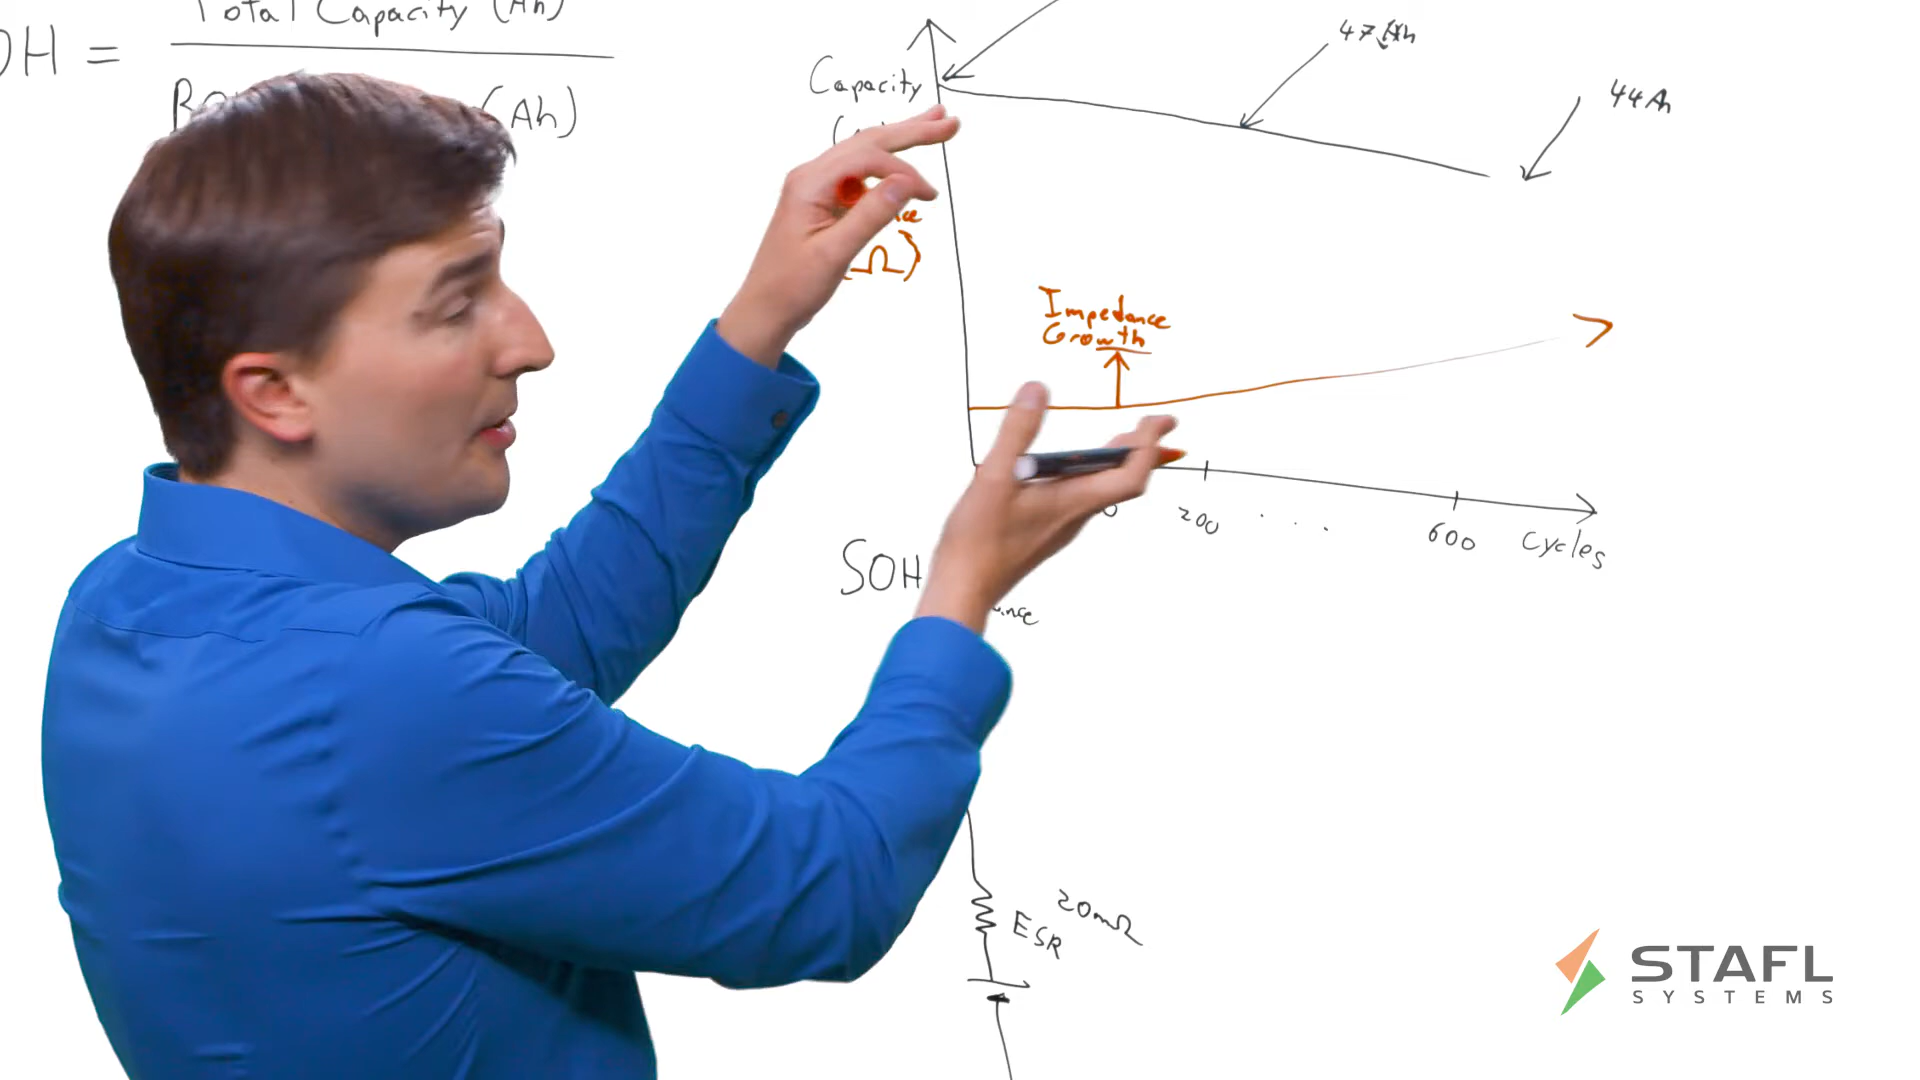 Total Capacity (Ah)
OH =
(Ah)
Capacity
47Ah
44Ah
(Ω)
Impedance
Growth
200 . . . 600 Cycles
SOH
ESR 20mΩ
STAFL
SYSTEMS